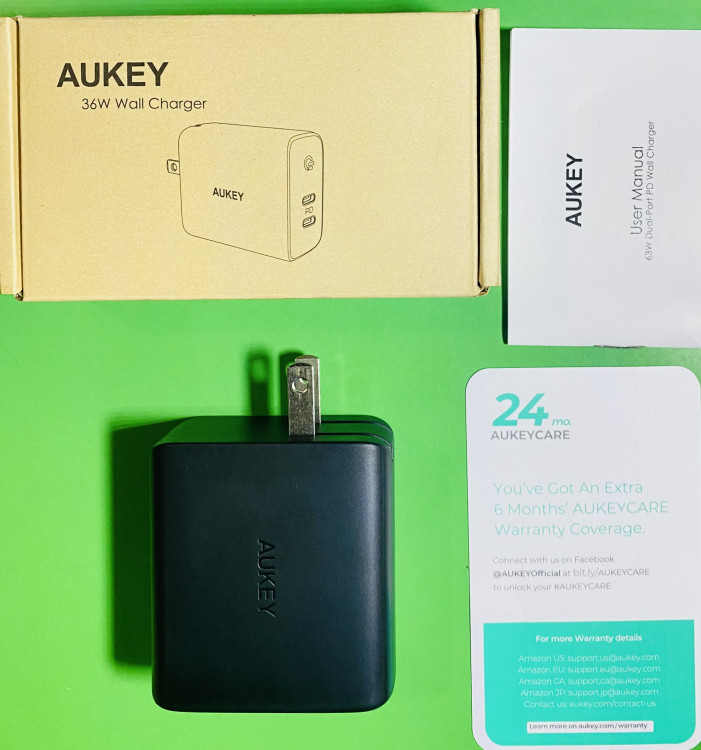 AUKEY
36W Wall Charger
AUKEY
PD
AUKEY
User Manual
63W Dual-Port PD Wall Charger
AUKEY
24 mo.
AUKEYCARE
You've Got An Extra
6 Months' AUKEYCARE
Warranty Coverage.
Connect with us on Facebook
@AUKEYOfficial at bit.ly/AUKEYCARE
to unlock your #AUKEYCARE
For more Warranty details
Amazon US: support.us@aukey.com
Amazon EU: support.eu@aukey.com
Amazon CA: support.ca@aukey.com
Amazon JP: support.jp@aukey.com
Contact us: aukey.com/contact-us
Learn more on aukey.com/warranty